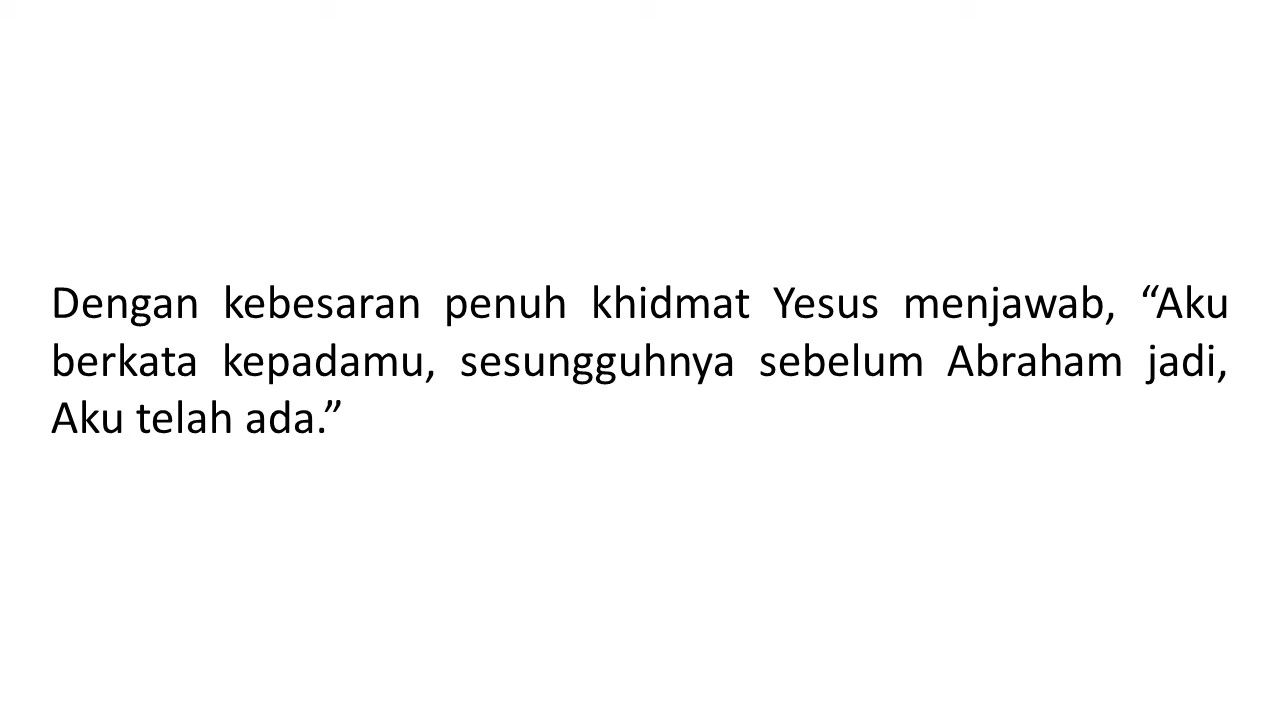 Dengan kebesaran penuh khidmat Yesus menjawab, “Aku
berkata kepadamu, sesungguhnya sebelum Abraham jadi,
Aku telah ada.”